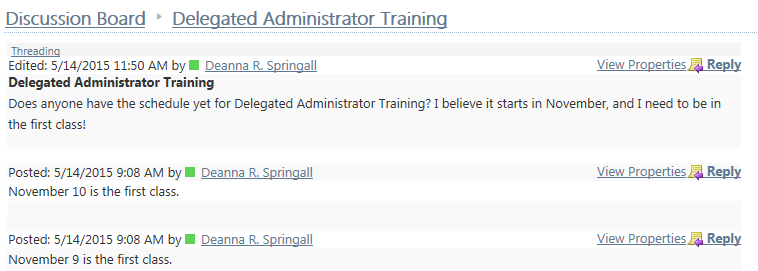 Discussion Board Delegated Administrator Training
Threading
Edited: 5/14/2015 11:50 AM by Deanna R. Springall View Properties Reply
Delegated Administrator Training
Does anyone have the schedule yet for Delegated Administrator Training? I believe it starts in November, and I need to be in
the first class!
Posted: 5/14/2015 9:08 AM by Deanna R. Springall View Properties Reply
November 10 is the first class.
Posted: 5/14/2015 9:08 AM by Deanna R. Springall View Properties Reply
November 9 is the first class.